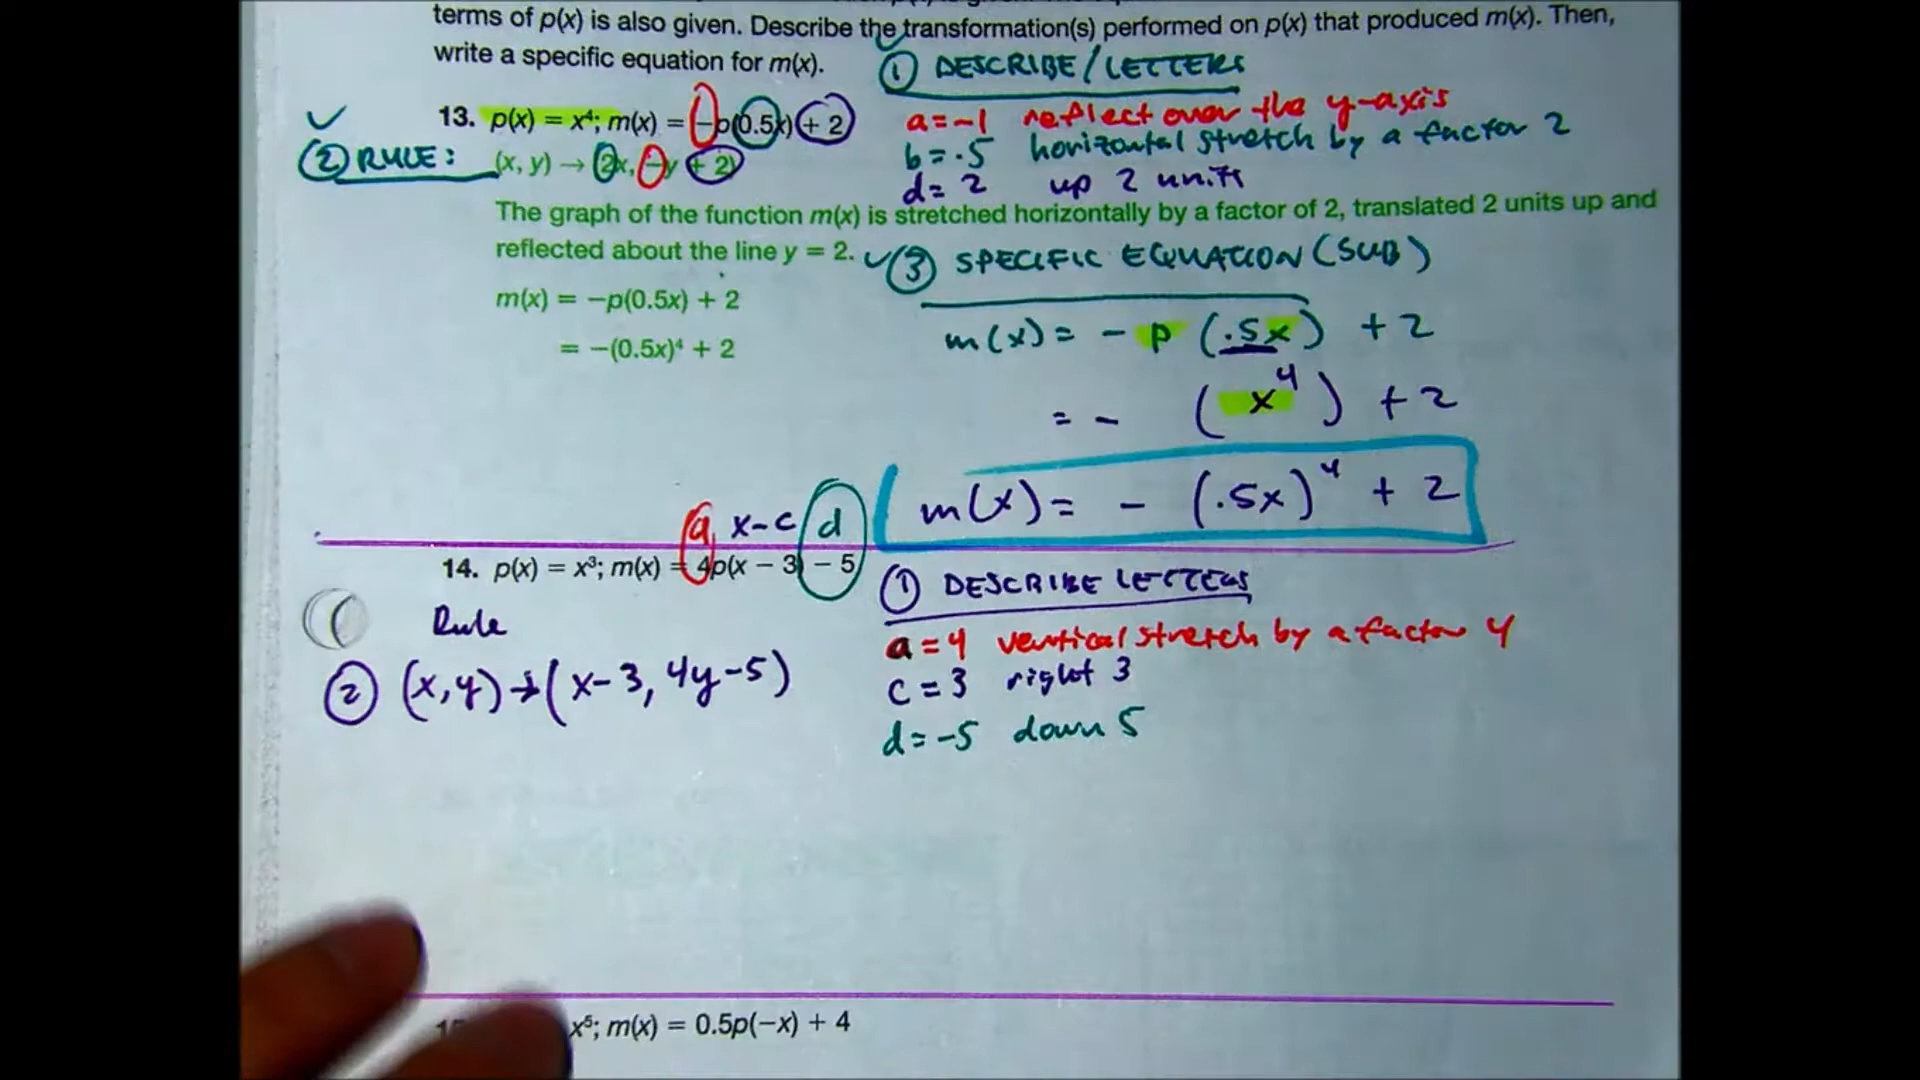 terms of p(x) is also given. Describe the transformation(s) performed on p(x) that produced m(x). Then,
write a specific equation for m(x).
① DESCRIBE/LETTERS
13. p(x) = x⁴; m(x) = -p(0.5x) + 2
a=-1 reflect over the y-axis
b=.5 horizontal stretch by a factor 2
d=2 up 2 units
② RULE: (x, y) → (2x, -y + 2)
The graph of the function m(x) is stretched horizontally by a factor of 2, translated 2 units up and
reflected about the line y = 2.
③ SPECIFIC EQUATION (SUB)
m(x) = -p(0.5x) + 2
= -(0.5x)⁴ + 2
m(x) = - p (.5x) + 2
= - (x⁴) + 2
m(x) = - (.5x)⁴ + 2
a, x-c, d
14. p(x) = x³; m(x) = 4p(x - 3) - 5
① DESCRIBE LETTERS
Rule
a=4 vertical stretch by a factor 4
c=3 right 3
d=-5 down 5
② (x,y)→(x-3, 4y-5)
x⁵; m(x) = 0.5p(-x) + 4